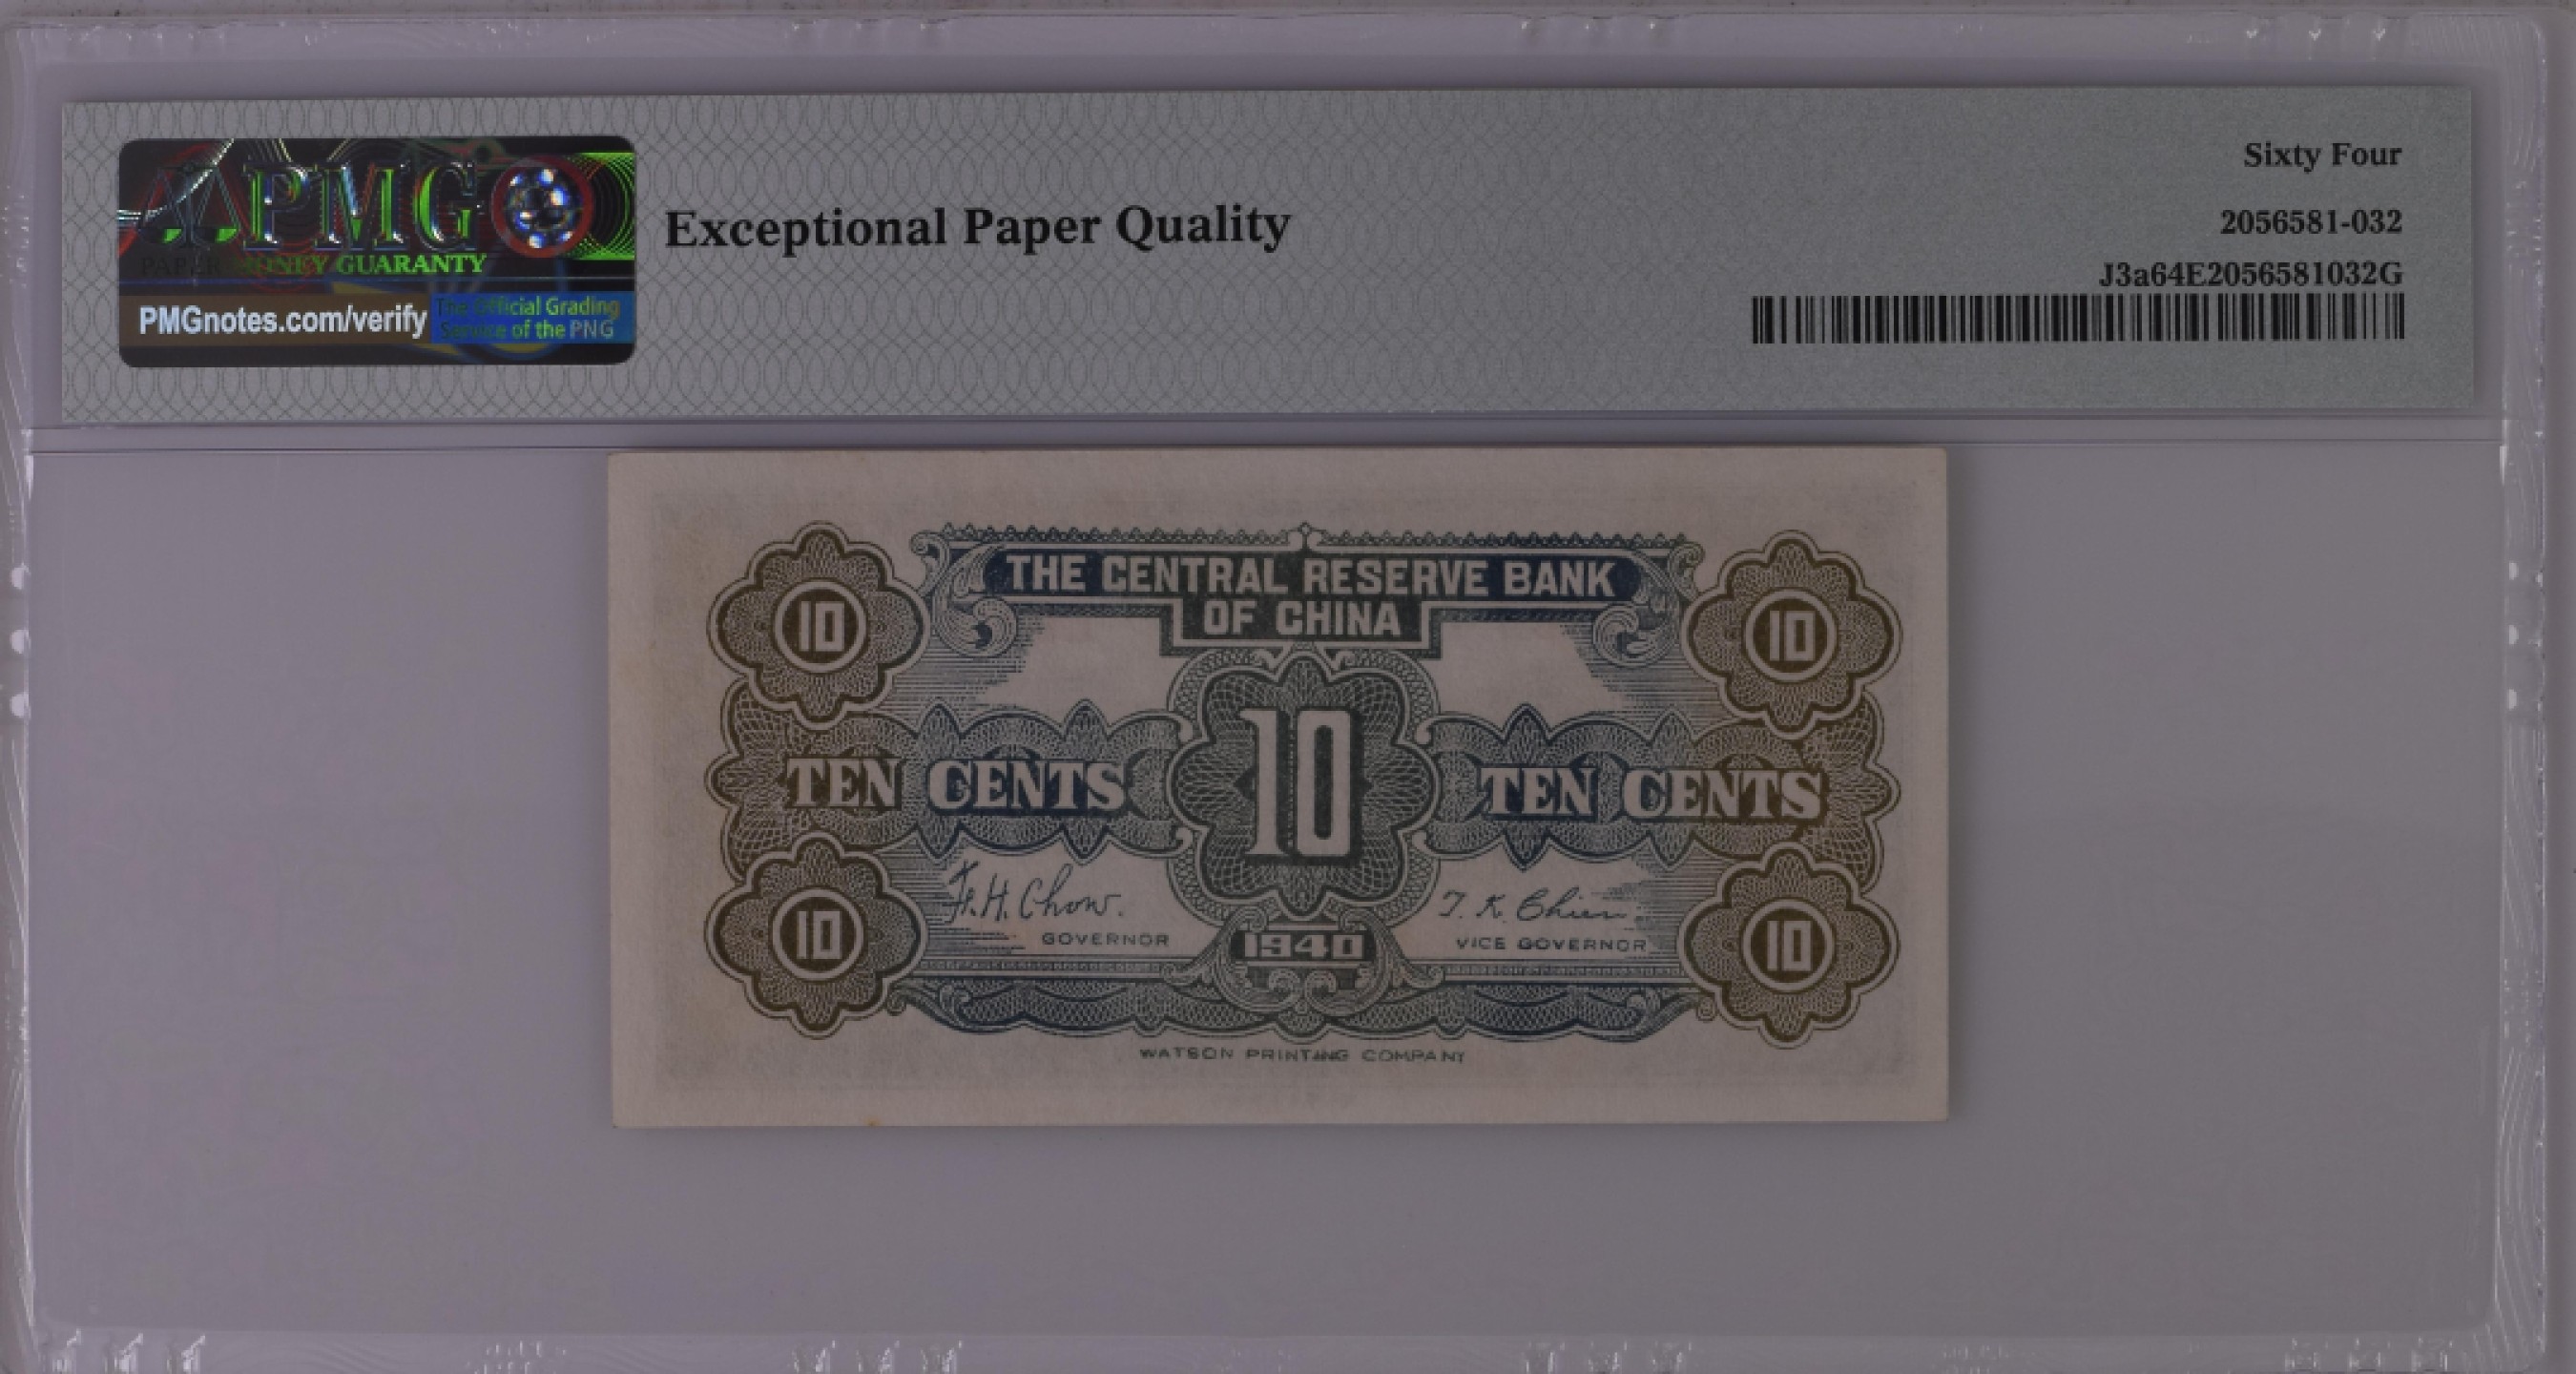 PMG
PAPER MONEY GUARANTY
PMGnotes.com/verify
The Official Grading
Service of the PNG
Exceptional Paper Quality
Sixty Four
2056581-032
J3a64E2056581032G
THE CENTRAL RESERVE BANK
OF CHINA
10
10
TEN CENTS
10
TEN CENTS
F. H. Chow.
GOVERNOR
T. K. Chien
VICE GOVERNOR
10
1940
10
WATSON PRINTING COMPANY